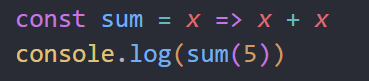 const sum = x => x + x
console.log(sum(5))